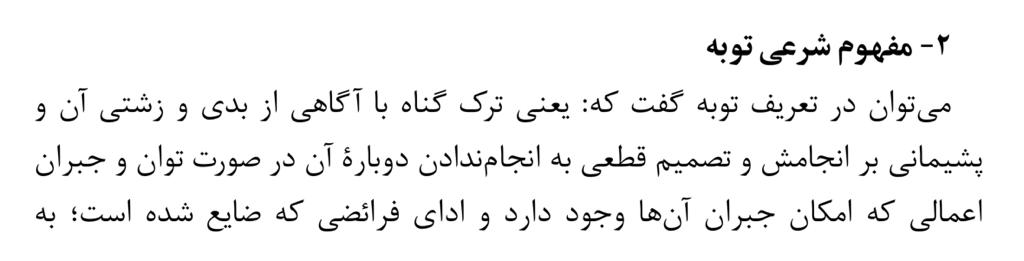 ۲- مفهوم شرعی توبه
می‌توان در تعریف توبه گفت که: یعنی ترک گناه با آگاهی از بدی و زشتی آن و
پشیمانی بر انجامش و تصمیم قطعی به انجام‌ندادن دوبارهٔ آن در صورت توان و جبران
اعمالی که امکان جبران آن‌ها وجود دارد و ادای فرائضی که ضایع شده است؛ به